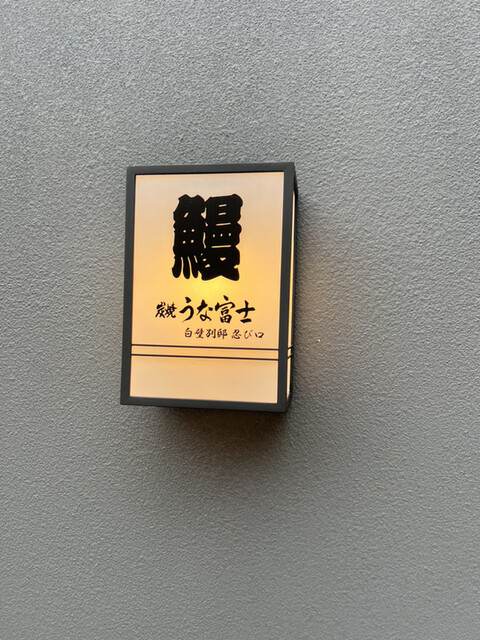 鰻
炭焼 うな富士
白壁別邸 忍び口